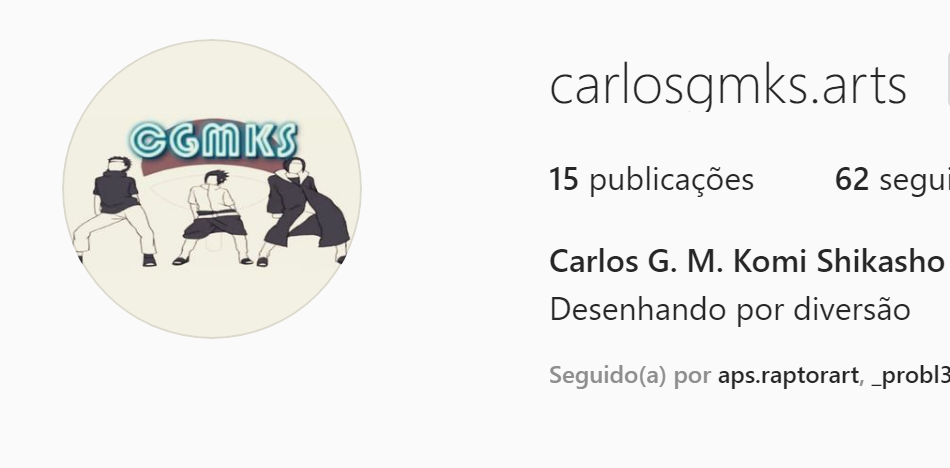 CGMKS
carlosgmks.arts
15 publicações 62 segui
Carlos G. M. Komi Shikasho
Desenhando por diversão
Seguido(a) por aps.raptorart, _probl3